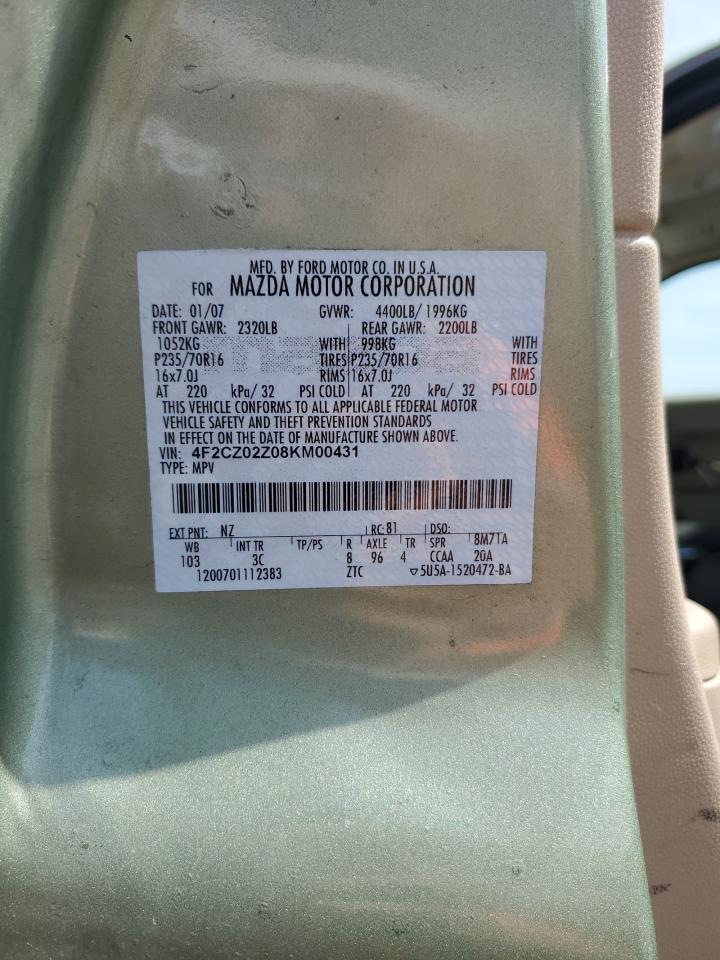 MFD. BY FORD MOTOR CO. IN U.S.A.
FOR MAZDA MOTOR CORPORATION
DATE: 01/07 GVWR: 4400LB/ 1996KG
FRONT GAWR: 2320LB REAR GAWR: 2200LB
1052KG WITH 998KG WITH
P235/70R16 TIRES P235/70R16 TIRES
16x7.0J RIMS 16x7.0J RIMS
AT 220 kPa/ 32 PSI COLD AT 220 kPa/ 32 PSI COLD
THIS VEHICLE CONFORMS TO ALL APPLICABLE FEDERAL MOTOR
VEHICLE SAFETY AND THEFT PREVENTION STANDARDS
IN EFFECT ON THE DATE OF MANUFACTURE SHOWN ABOVE.
VIN: 4F2CZ02Z08KM00431
TYPE: MPV
EXT PNT: NZ RC: 81 DSO:
WB INT TR TP/PS R AXLE TR SPR 8M71A
103 3C 8 96 4 CCAA 20A
1200701112383 ZTC ▽5U5A-1520472-BA